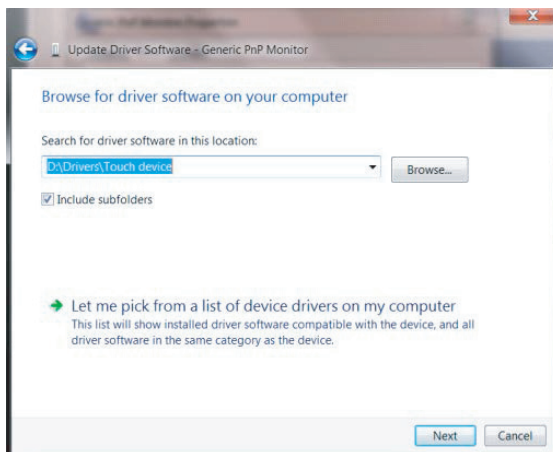 Update Driver Software - Generic PnP Monitor
Browse for driver software on your computer
Search for driver software in this location:
D:\Drivers\Touch device
Browse...
Include subfolders
Let me pick from a list of device drivers on my computer
This list will show installed driver software compatible with the device, and all
driver software in the same category as the device.
Next
Cancel